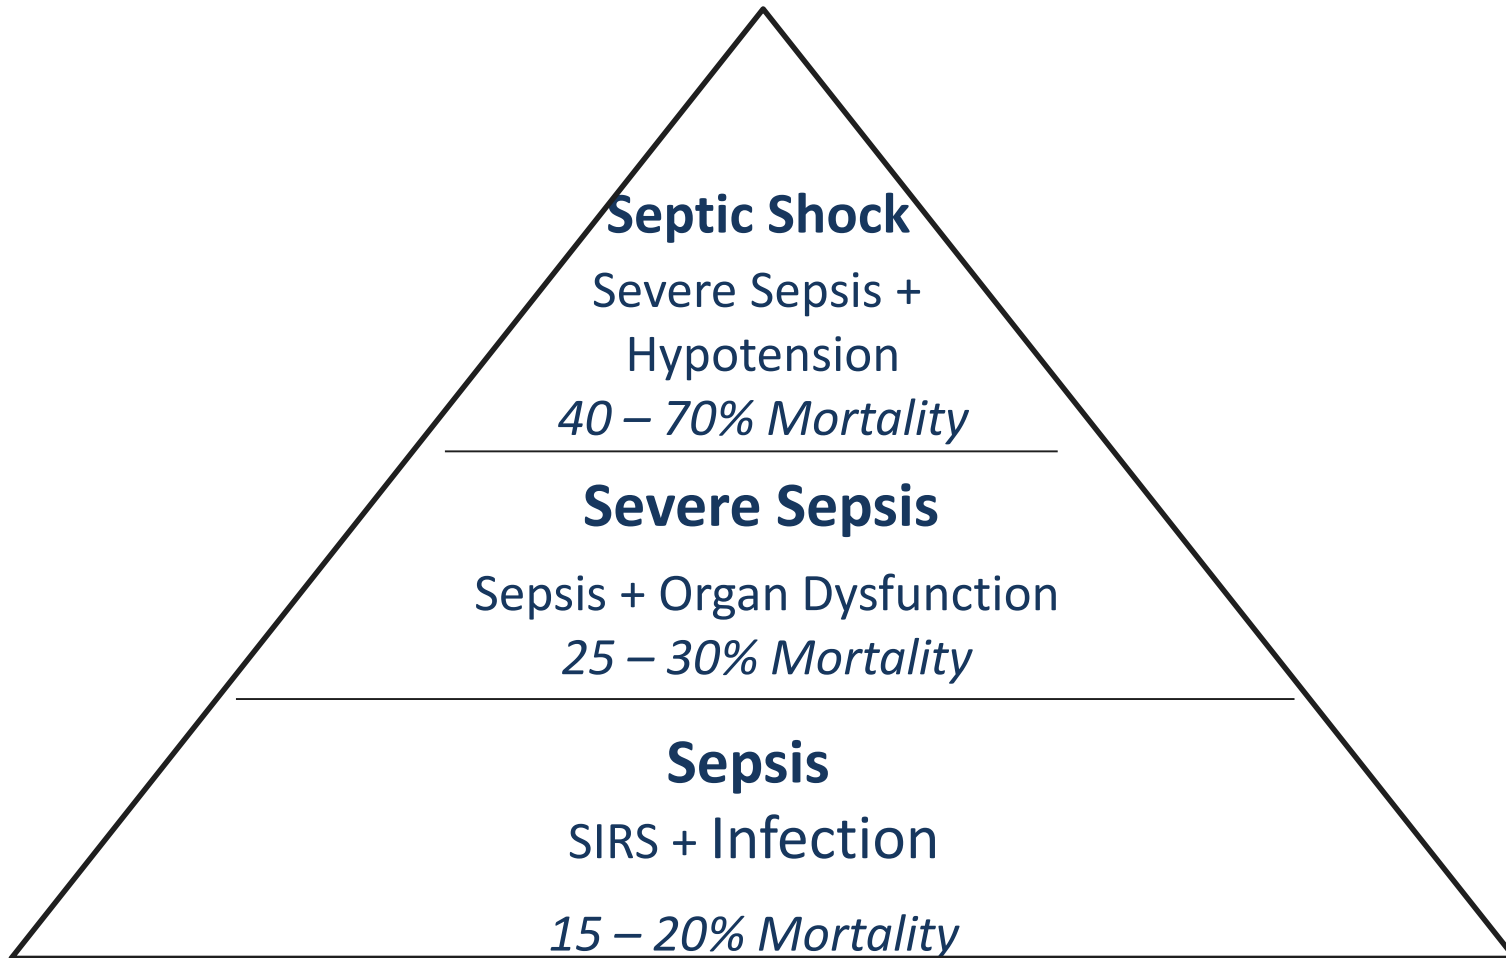 Septic Shock
Severe Sepsis +
Hypotension
40 – 70% Mortality
Severe Sepsis
Sepsis + Organ Dysfunction
25 – 30% Mortality
Sepsis
SIRS + Infection
15 – 20% Mortality